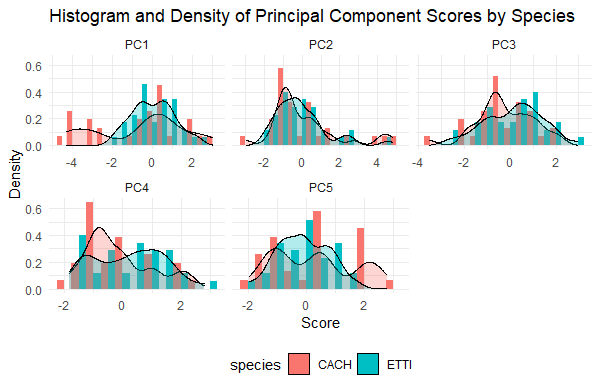 Histogram and Density of Principal Component Scores by Species
PC1 PC2 PC3
0.6
0.4
0.2
0.0
-4 -2 0 2 -2 0 2 4 -2 0 2
Density
PC4 PC5
0.6
0.4
0.2
0.0
-2 0 2 -2 0 2
Score
species CACH ETTI